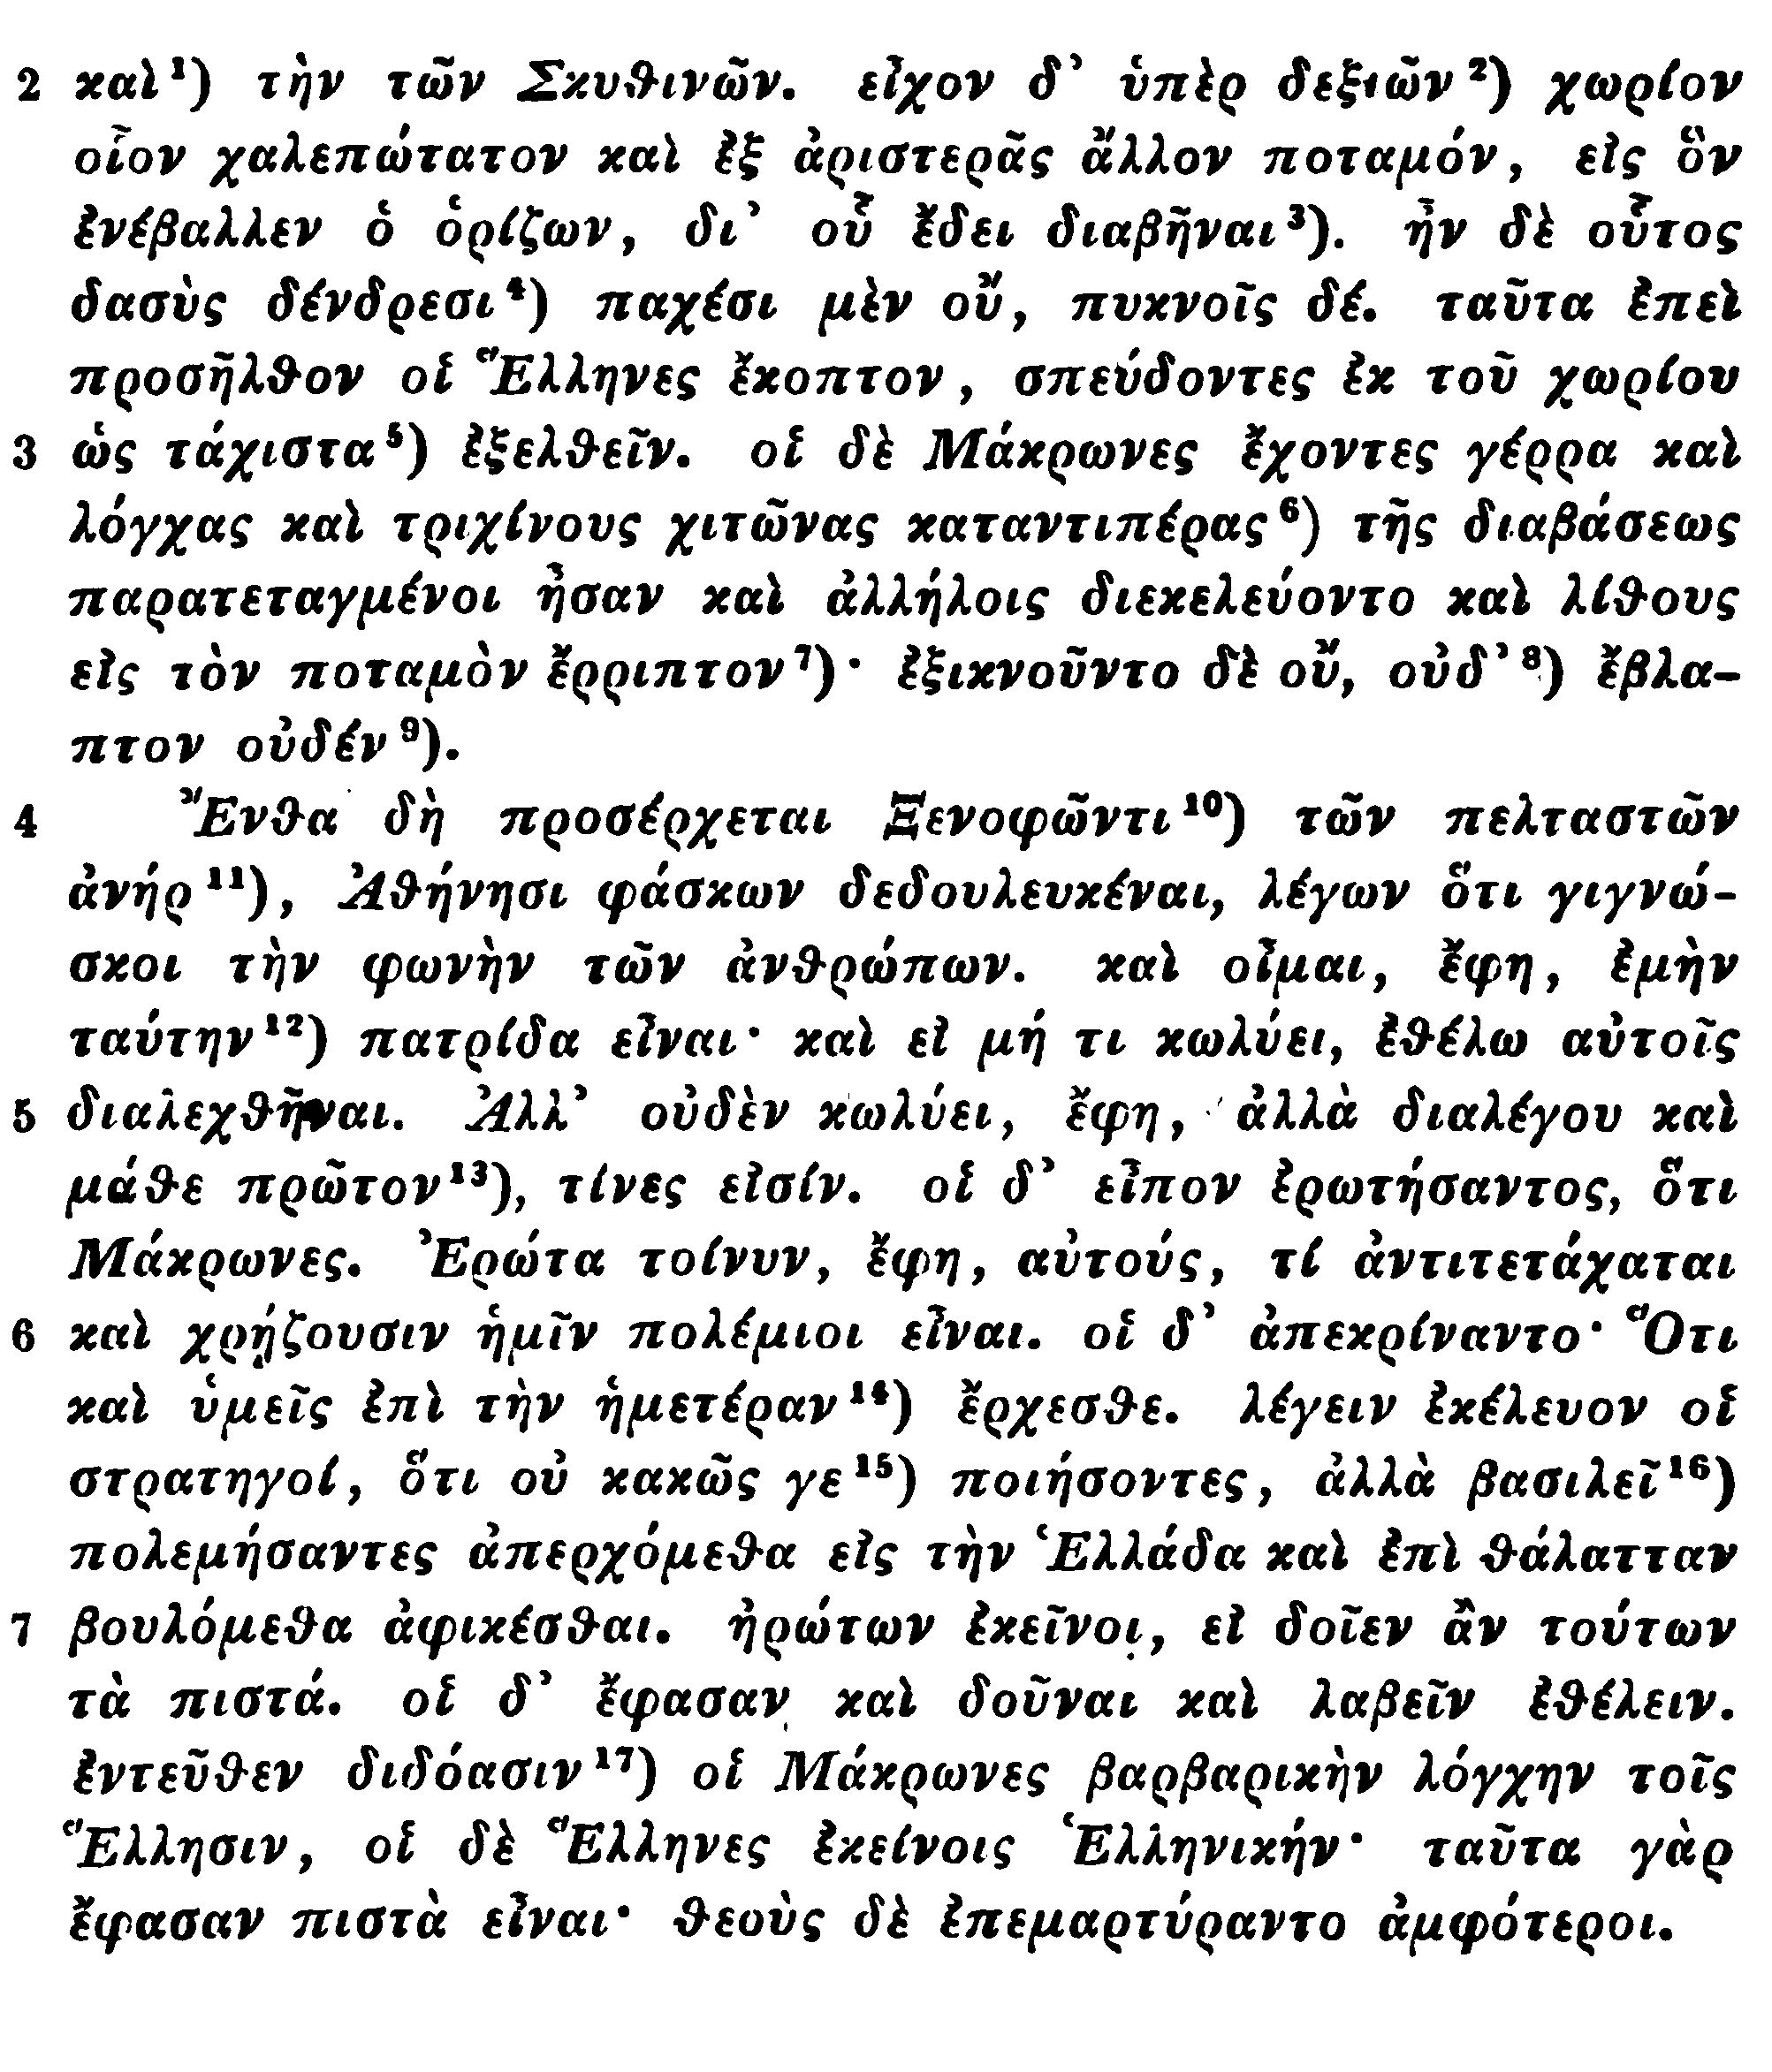 2 καὶ¹) τὴν τῶν Σκυθινῶν. εἶχον δ’ ὑπὲρ δεξιῶν²) χωρίον
οἷον χαλεπώτατον καὶ ἐξ ἀριστερᾶς ἄλλον ποταμόν, εἰς ὃν
ἐνέβαλλεν ὁ ὁρίζων, δι’ οὗ ἔδει διαβῆναι³). ἦν δὲ οὗτος
δασὺς δένδρεσι⁴) παχέσι μὲν οὔ, πυκνοῖς δέ. ταῦτα ἐπεὶ
προσῆλθον οἱ Ἕλληνες ἔκοπτον, σπεύδοντες ἐκ τοῦ χωρίου
3 ὡς τάχιστα⁵) ἐξελθεῖν. οἱ δὲ Μάκρωνες ἔχοντες γέρρα καὶ
λόγχας καὶ τριχίνους χιτῶνας καταντιπέρας⁶) τῆς διαβάσεως
παρατεταγμένοι ἦσαν καὶ ἀλλήλοις διεκελεύοντο καὶ λίθους
εἰς τὸν ποταμὸν ἔρριπτον⁷)· ἐξικνοῦντο δὲ οὔ, οὐδ’⁸) ἔβλα-
πτον οὐδέν⁹).
4 Ἔνθα δὴ προσέρχεται Ξενοφῶντι¹⁰) τῶν πελταστῶν
ἀνήρ¹¹), Ἀθήνησι φάσκων δεδουλευκέναι, λέγων ὅτι γιγνώ-
σκοι τὴν φωνὴν τῶν ἀνθρώπων. καὶ οἶμαι, ἔφη, ἐμὴν
ταύτην¹²) πατρίδα εἶναι· καὶ εἰ μή τι κωλύει, ἐθέλω αὐτοῖς
5 διαλεχθῆναι. Ἀλλ’ οὐδὲν κωλύει, ἔφη, ἀλλὰ διαλέγου καὶ
μάθε πρῶτον¹³), τίνες εἰσίν. οἱ δ’ εἶπον ἐρωτήσαντος, ὅτι
Μάκρωνες. Ἐρώτα τοίνυν, ἔφη, αὐτούς, τί ἀντιτετάχαται
6 καὶ χρῄζουσιν ἡμῖν πολέμιοι εἶναι. οἱ δ’ ἀπεκρίναντο· Ὅτι
καὶ ὑμεῖς ἐπὶ τὴν ἡμετέραν¹⁴) ἔρχεσθε. λέγειν ἐκέλευον οἱ
στρατηγοί, ὅτι οὐ κακῶς γε¹⁵) ποιήσοντες, ἀλλὰ βασιλεῖ¹⁶)
πολεμήσαντες ἀπερχόμεθα εἰς τὴν Ἑλλάδα καὶ ἐπὶ θάλατταν
7 βουλόμεθα ἀφικέσθαι. ἠρώτων ἐκεῖνοι, εἰ δοῖεν ἂν τούτων
τὰ πιστά. οἱ δ’ ἔφασαν καὶ δοῦναι καὶ λαβεῖν ἐθέλειν.
ἐντεῦθεν διδόασιν¹⁷) οἱ Μάκρωνες βαρβαρικὴν λόγχην τοῖς
Ἕλλησιν, οἱ δὲ Ἕλληνες ἐκείνοις Ἑλληνικήν· ταῦτα γὰρ
ἔφασαν πιστὰ εἶναι· θεοὺς δὲ ἐπεμαρτύραντο ἀμφότεροι.